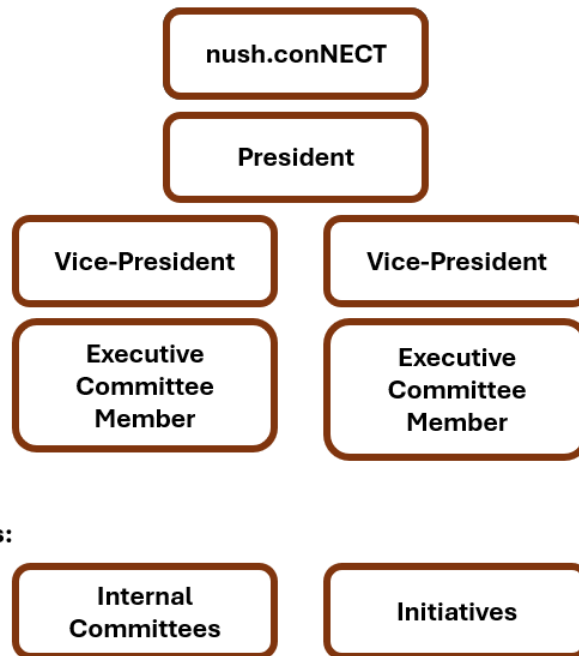 nush.conNECT
President
Vice-President
Vice-President
Executive
Committee
Member
Executive
Committee
Member
s:
Internal
Committees
Initiatives